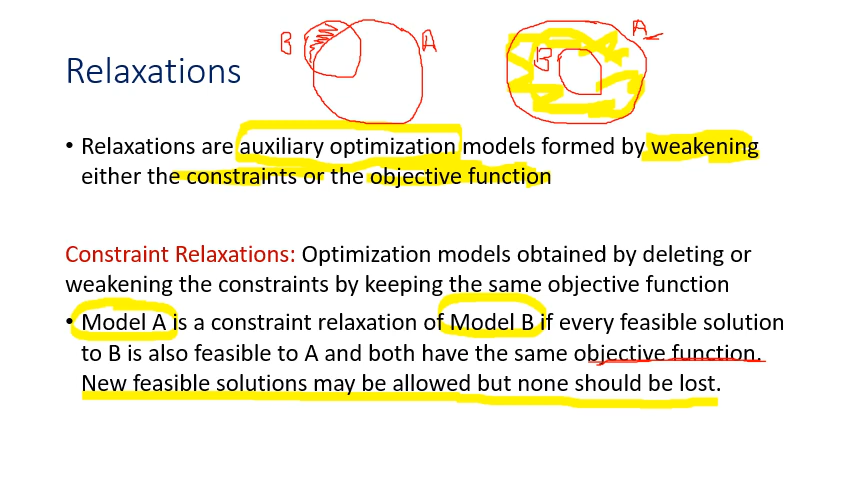 B
A
A
B
Relaxations
• Relaxations are auxiliary optimization models formed by weakening
either the constraints or the objective function
Constraint Relaxations: Optimization models obtained by deleting or
weakening the constraints by keeping the same objective function
• Model A is a constraint relaxation of Model B if every feasible solution
to B is also feasible to A and both have the same objective function.
New feasible solutions may be allowed but none should be lost.